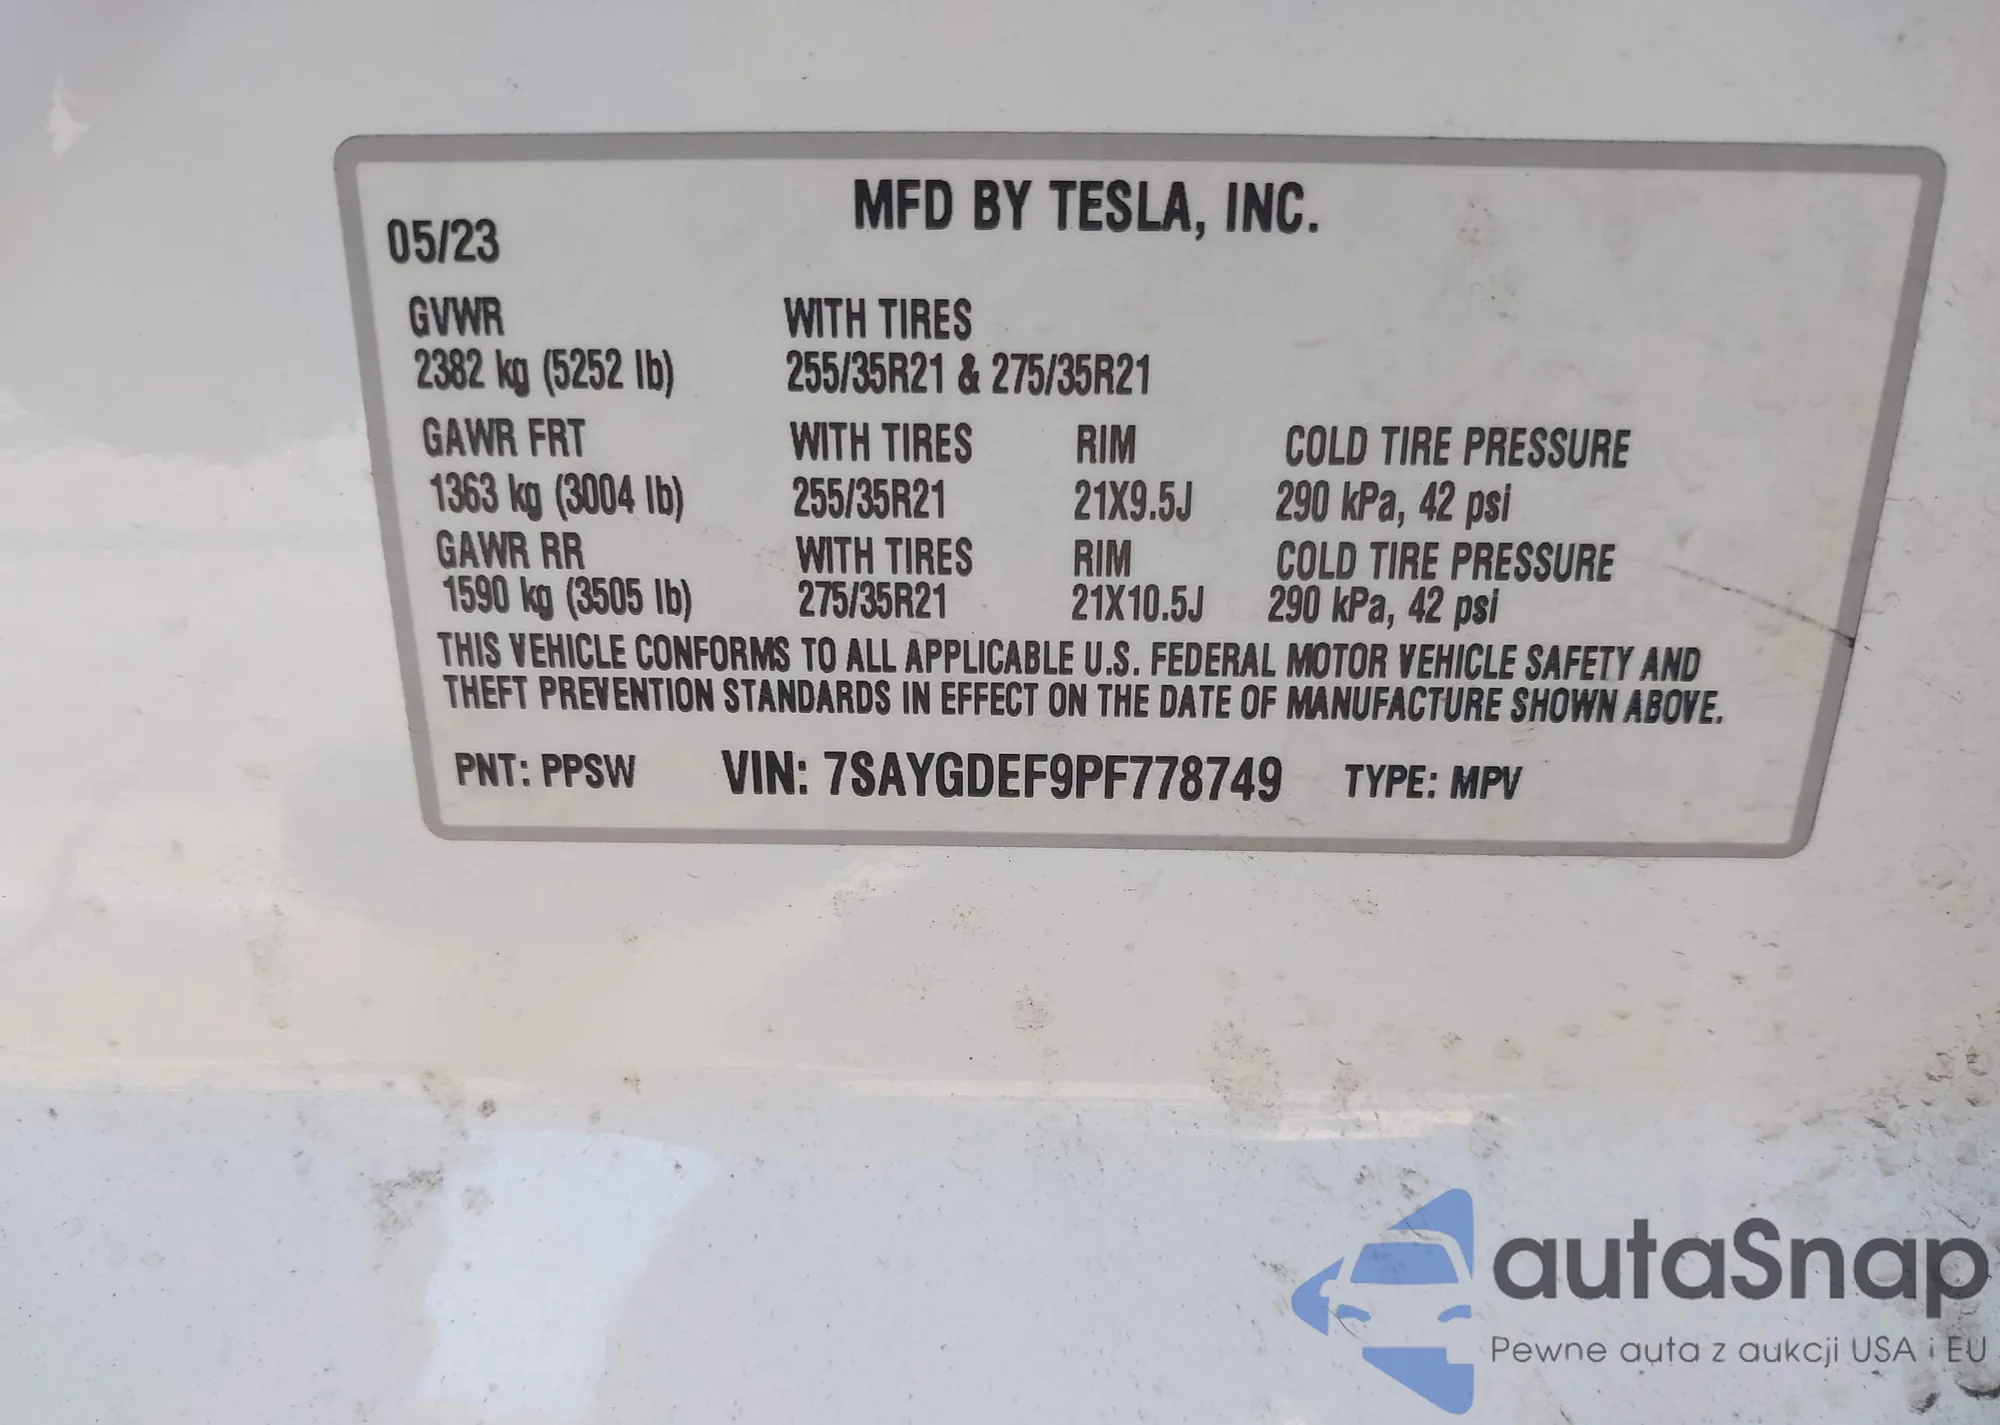 MFD BY TESLA, INC.
05/23
GVWR WITH TIRES
2382 kg (5252 lb) 255/35R21 & 275/35R21
GAWR FRT WITH TIRES RIM COLD TIRE PRESSURE
1363 kg (3004 lb) 255/35R21 21X9.5J 290 kPa, 42 psi
GAWR RR WITH TIRES RIM COLD TIRE PRESSURE
1590 kg (3505 lb) 275/35R21 21X10.5J 290 kPa, 42 psi
THIS VEHICLE CONFORMS TO ALL APPLICABLE U.S. FEDERAL MOTOR VEHICLE SAFETY AND
THEFT PREVENTION STANDARDS IN EFFECT ON THE DATE OF MANUFACTURE SHOWN ABOVE.
PNT: PPSW VIN: 7SAYGDEF9PF778749 TYPE: MPV
autaSnap
Pewne auta z aukcji USA i EU